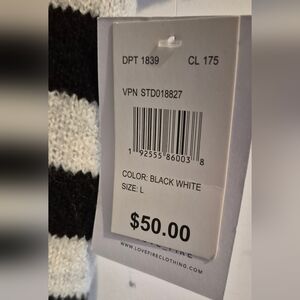 DPT 1839 CL 175
VPN STD018827
1 92555 86003 8
COLOR: BLACK WHITE
SIZE: L
$50.00
WWW.LOVEFIRECLOTHING.COM